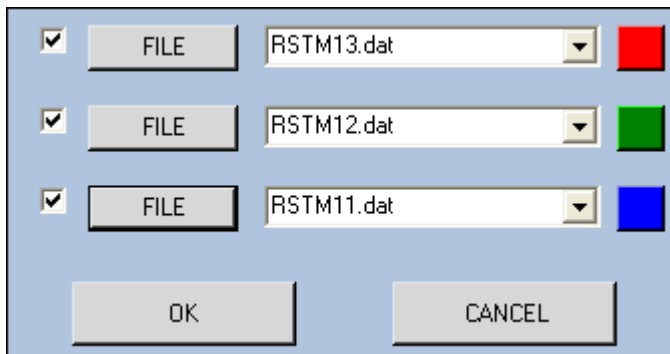 FILE RSTM13.dat
FILE RSTM12.dat
FILE RSTM11.dat
OK CANCEL